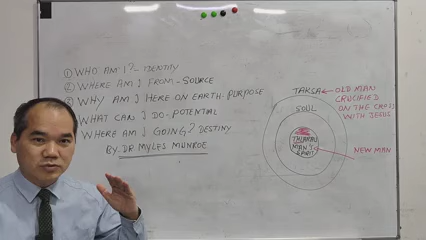 ① WHO AM I?- IDENTITY
② WHERE AM I FROM - SOURCE
WHY AM I HERE ON EARTH - PURPOSE
WHAT CAN I DO - POTENTIAL
WHERE AM I GOING? DESTINY
BY. DR MYLES MUNROE
OLD MAN
CRUCIFIED
ON THE CROSS
WITH JESUS
SOUL
MAN'S
SPIRIT
NEW MAN